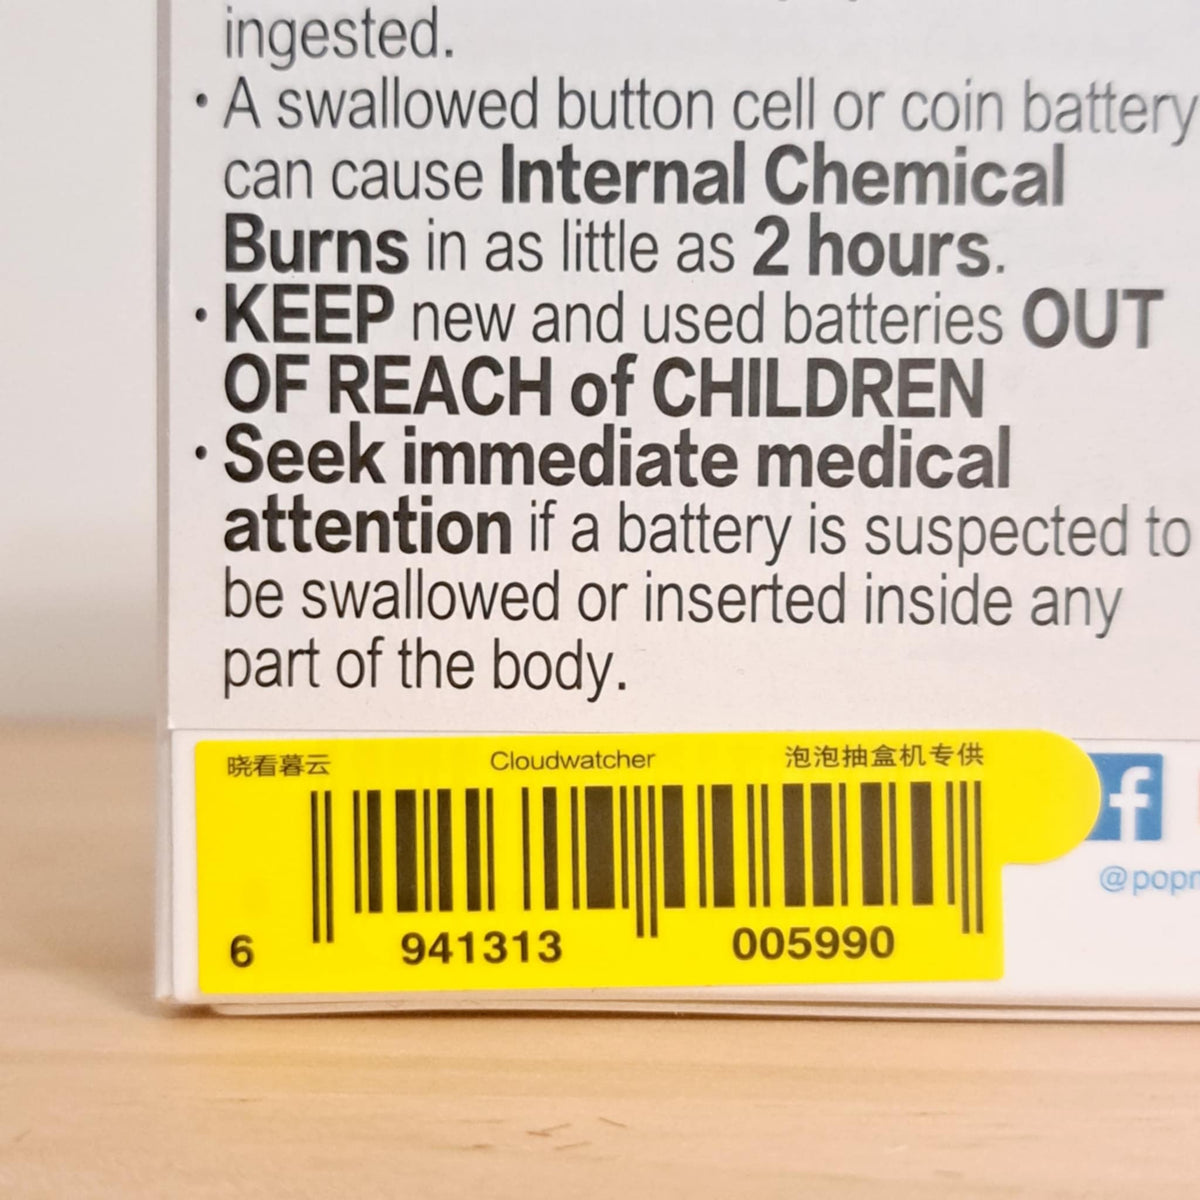 ingested.
• A swallowed button cell or coin battery
can cause Internal Chemical
Burns in as little as 2 hours.
• KEEP new and used batteries OUT
OF REACH of CHILDREN
• Seek immediate medical
attention if a battery is suspected to
be swallowed or inserted inside any
part of the body.
晓看暮云 Cloudwatcher 泡泡抽盒机专供
f
6 941313 005990